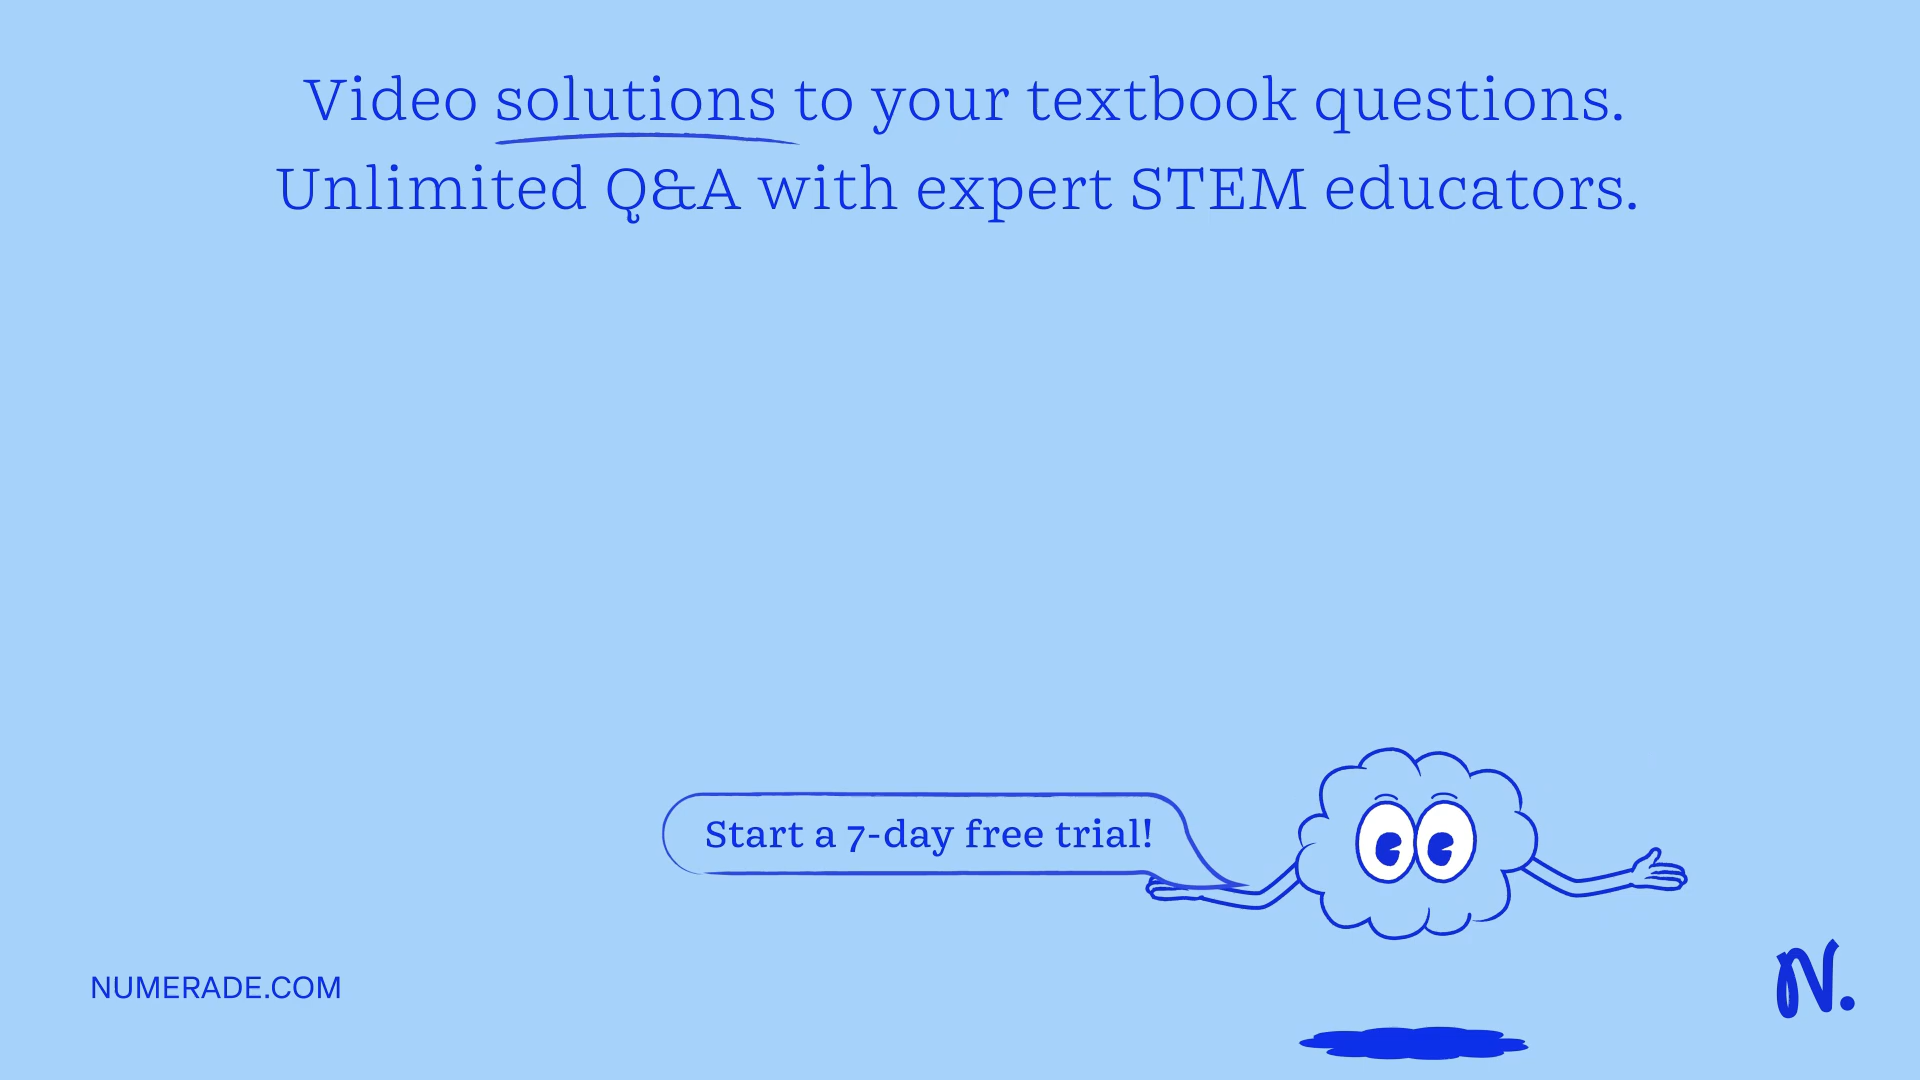 Video solutions to your textbook questions.
Unlimited Q&A with expert STEM educators.
Start a 7-day free trial!
NUMERADE.COM
N.